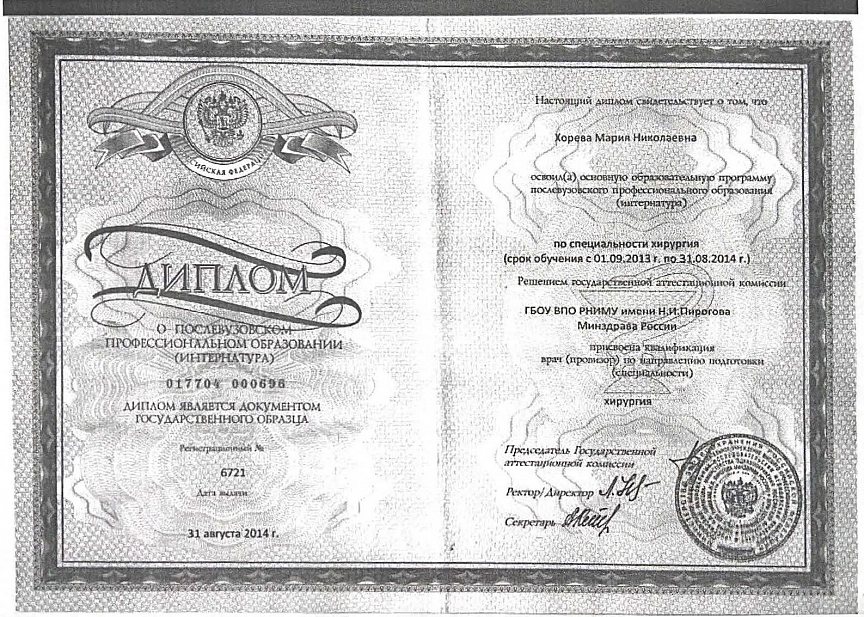 ДИПЛОМ
О ПОСЛЕВУЗОВСКОМ
ПРОФЕССИОНАЛЬНОМ ОБРАЗОВАНИИ
(ИНТЕРНАТУРА)
017704 000696
ДИПЛОМ ЯВЛЯЕТСЯ ДОКУМЕНТОМ
ГОСУДАРСТВЕННОГО ОБРАЗЦА
Регистрационный №
6721
Дата выдачи
31 августа 2014 г.
Настоящий диплом свидетельствует о том, что
Хорева Мария Николаевна
освоил(а) основную образовательную программу
послевузовского профессионального образования
(интернатура)
по специальности хирургия
(срок обучения с 01.09.2013 г. по 31.08.2014 г.)
Решением государственной аттестационной комиссии
ГБОУ ВПО РНИМУ имени Н.И.Пирогова
Минздрава России
присвоена квалификация
врач (провизор) по направлению подготовки
(специальности)
хирургия
Председатель Государственной
аттестационной комиссии
Ректор/Директор
Секретарь